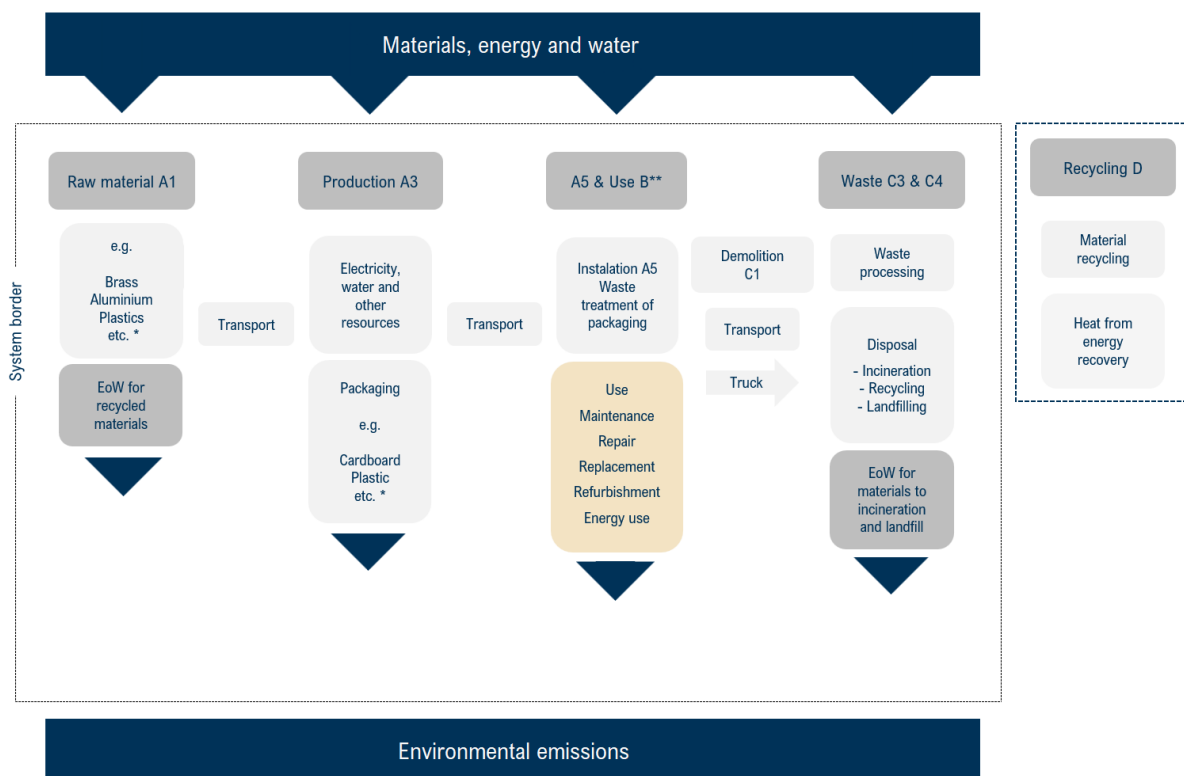 Materials, energy and water
System border
Raw material A1
e.g.
Brass
Aluminium
Plastics
etc. *
EoW for
recycled
materials
Transport
Production A3
Electricity,
water and
other
resources
Packaging
e.g.
Cardboard
Plastic
etc. *
Transport
A5 & Use B**
Instalation A5
Waste
treatment of
packaging
Use
Maintenance
Repair
Replacement
Refurbishment
Energy use
Demolition
C1
Transport
Truck
Waste C3 & C4
Waste
processing
Disposal
- Incineration
- Recycling
- Landfilling
EoW for
materials to
incineration
and landfill
Recycling D
Material
recycling
Heat from
energy
recovery
Environmental emissions